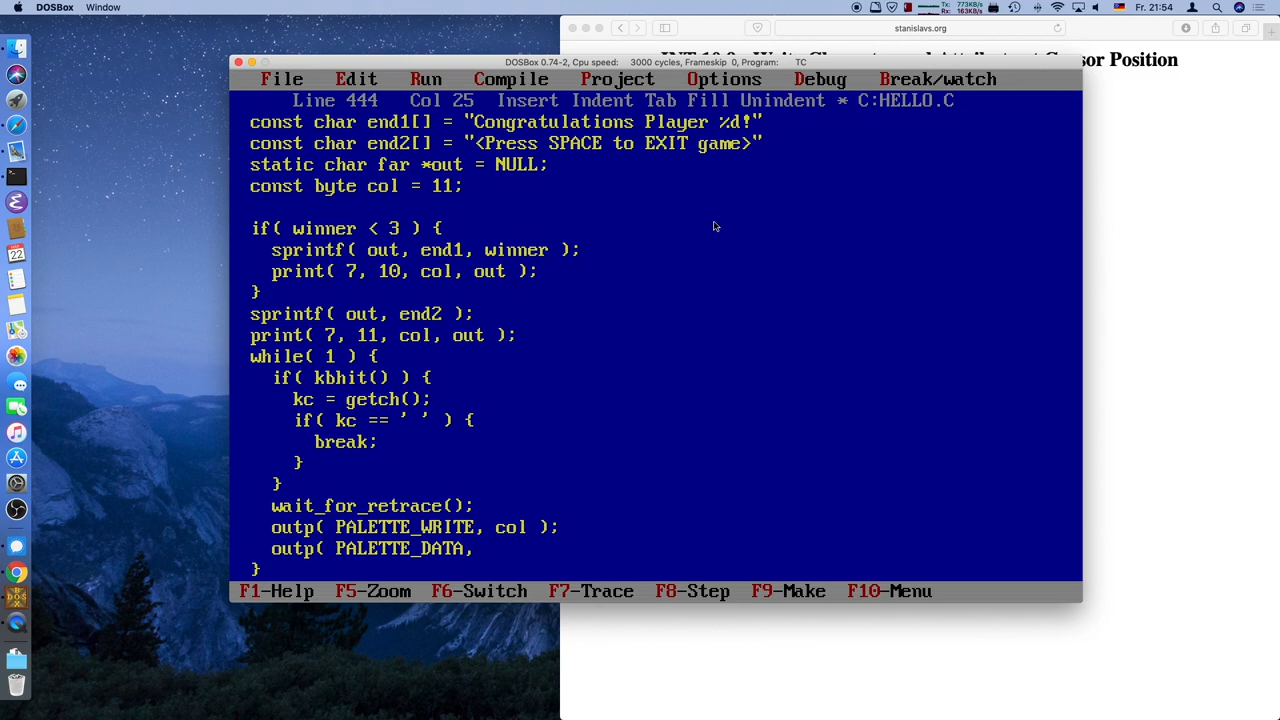 DOSBox Window
Tx: 773KB/s
Rx: 163KB/s
Fr. 21:54
stanislavs.org
sor Position
DOSBox 0.74-2, Cpu speed: 3000 cycles, Frameskip 0, Program: TC
File Edit Run Compile Project Options Debug Break/watch
Line 444 Col 25 Insert Indent Tab Fill Unindent * C:HELLO.C
const char end1[] = "Congratulations Player %d!"
const char end2[] = "<Press SPACE to EXIT game>"
static char far *out = NULL;
const byte col = 11;
if( winner < 3 ) {
sprintf( out, end1, winner );
print( 7, 10, col, out );
}
sprintf( out, end2 );
print( 7, 11, col, out );
while( 1 ) {
if( kbhit() ) {
kc = getch();
if( kc == ' ' ) {
break;
}
}
wait_for_retrace();
outp( PALETTE_WRITE, col );
outp( PALETTE_DATA,
}
F1-Help F5-Zoom F6-Switch F7-Trace F8-Step F9-Make F10-Menu
22